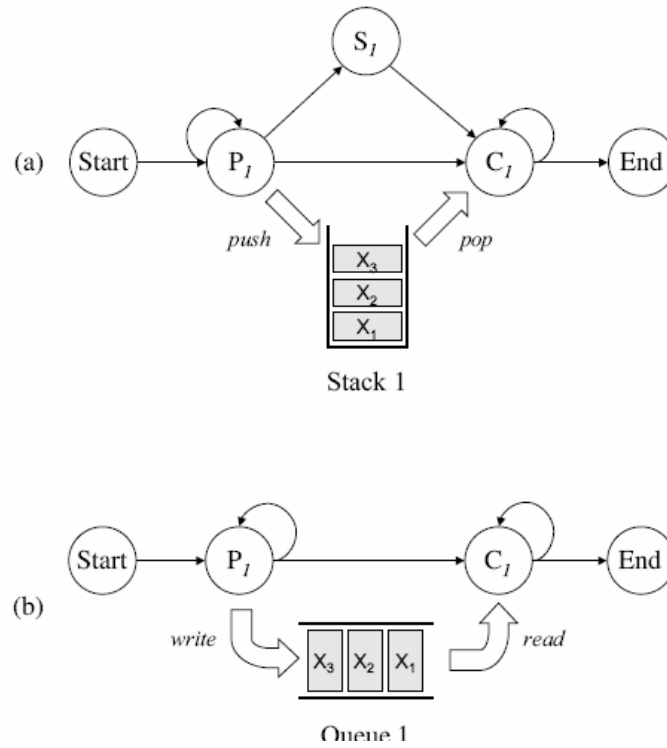 S1
(a) Start P1 C1 End
push pop
X3
X2
X1
Stack 1
Start P1 C1 End
(b)
write X3 X2 X1 read
Queue 1